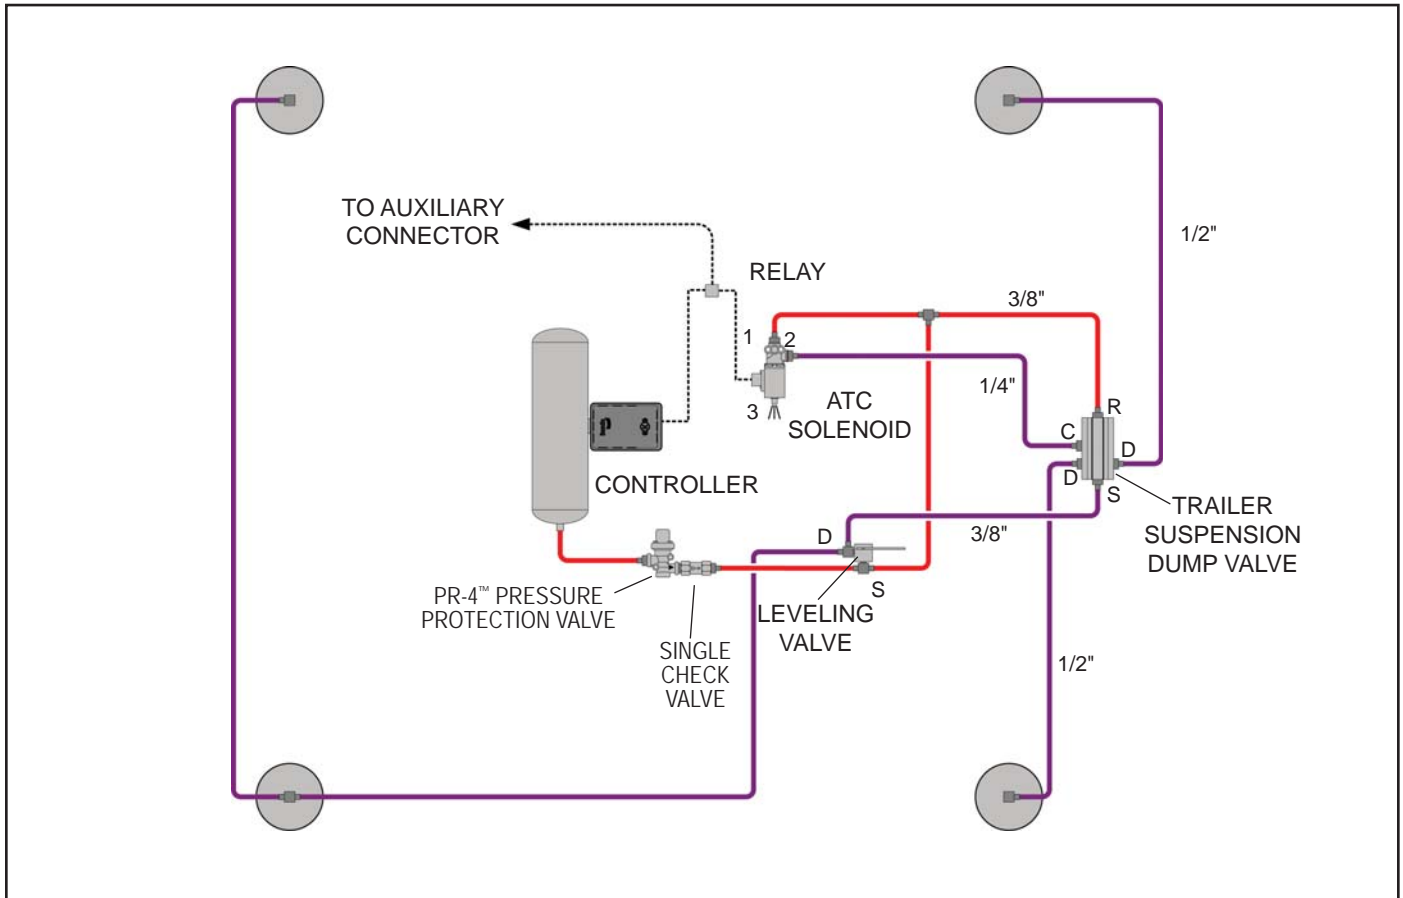 TO AUXILIARY
CONNECTOR
1/2"
RELAY
3/8"
1
2
1/4"
3
ATC
SOLENOID
R
C
D
D
S
CONTROLLER
TRAILER
SUSPENSION
DUMP VALVE
D
3/8"
S
PR-4™ PRESSURE
PROTECTION VALVE
LEVELING
VALVE
SINGLE
CHECK
VALVE
1/2"